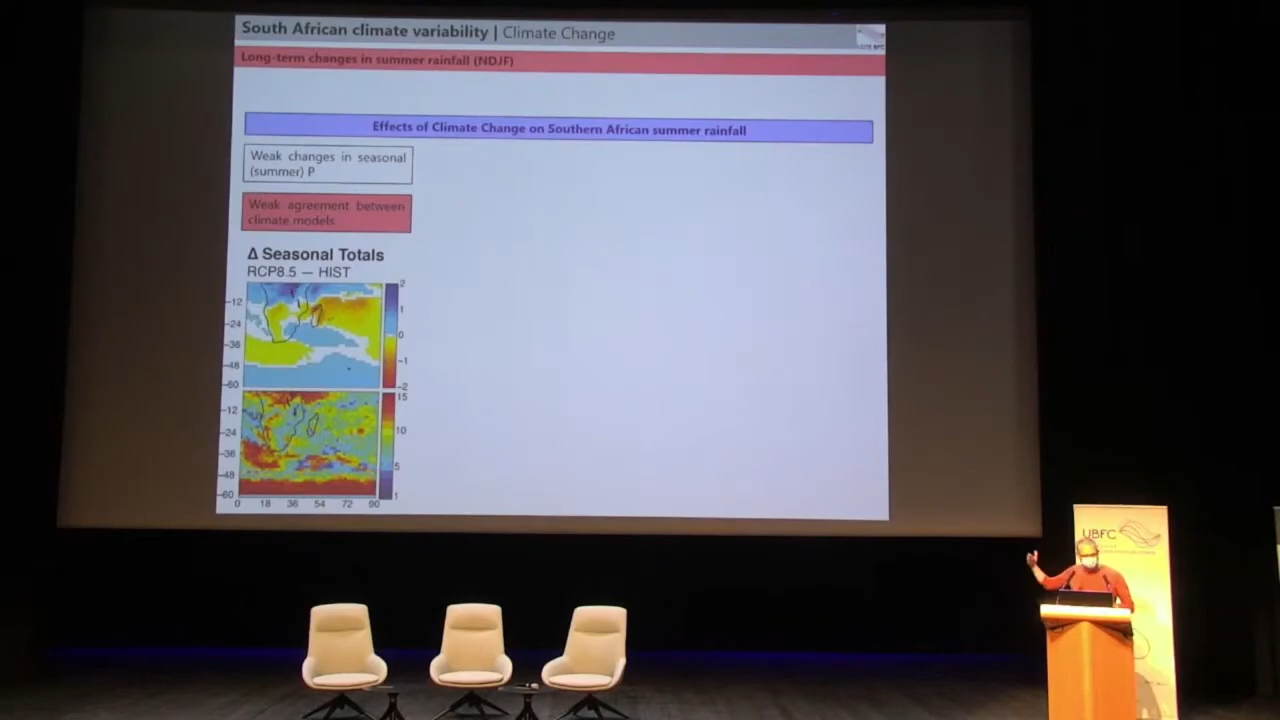 South African climate variability | Climate Change
Long-term changes in summer rainfall (NDJF)
Effects of Climate Change on Southern African summer rainfall
Weak changes in seasonal
(summer) P
Weak agreement between
climate models.
Δ Seasonal Totals
RCP8.5 — HIST
2
-12
1
-24
0
-36
-1
-48
-60
-2
15
-12
10
-24
-36
5
-48
-60
1
0 18 36 54 72 90
UBFC